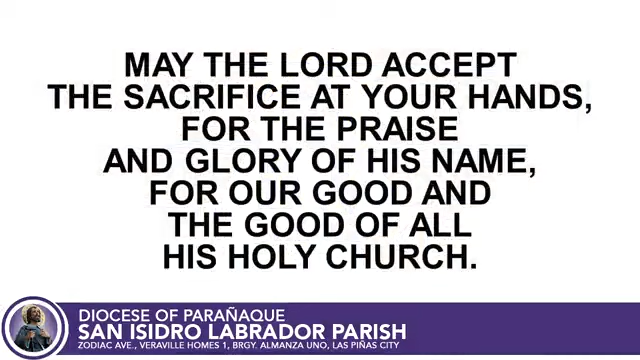 MAY THE LORD ACCEPT
THE SACRIFICE AT YOUR HANDS,
FOR THE PRAISE
AND GLORY OF HIS NAME,
FOR OUR GOOD AND
THE GOOD OF ALL
HIS HOLY CHURCH.
DIOCESE OF PARAÑAQUE
SAN ISIDRO LABRADOR PARISH
ZODIAC AVE., VERAVILLE HOMES 1, BRGY. ALMANZA UNO, LAS PIÑAS CITY